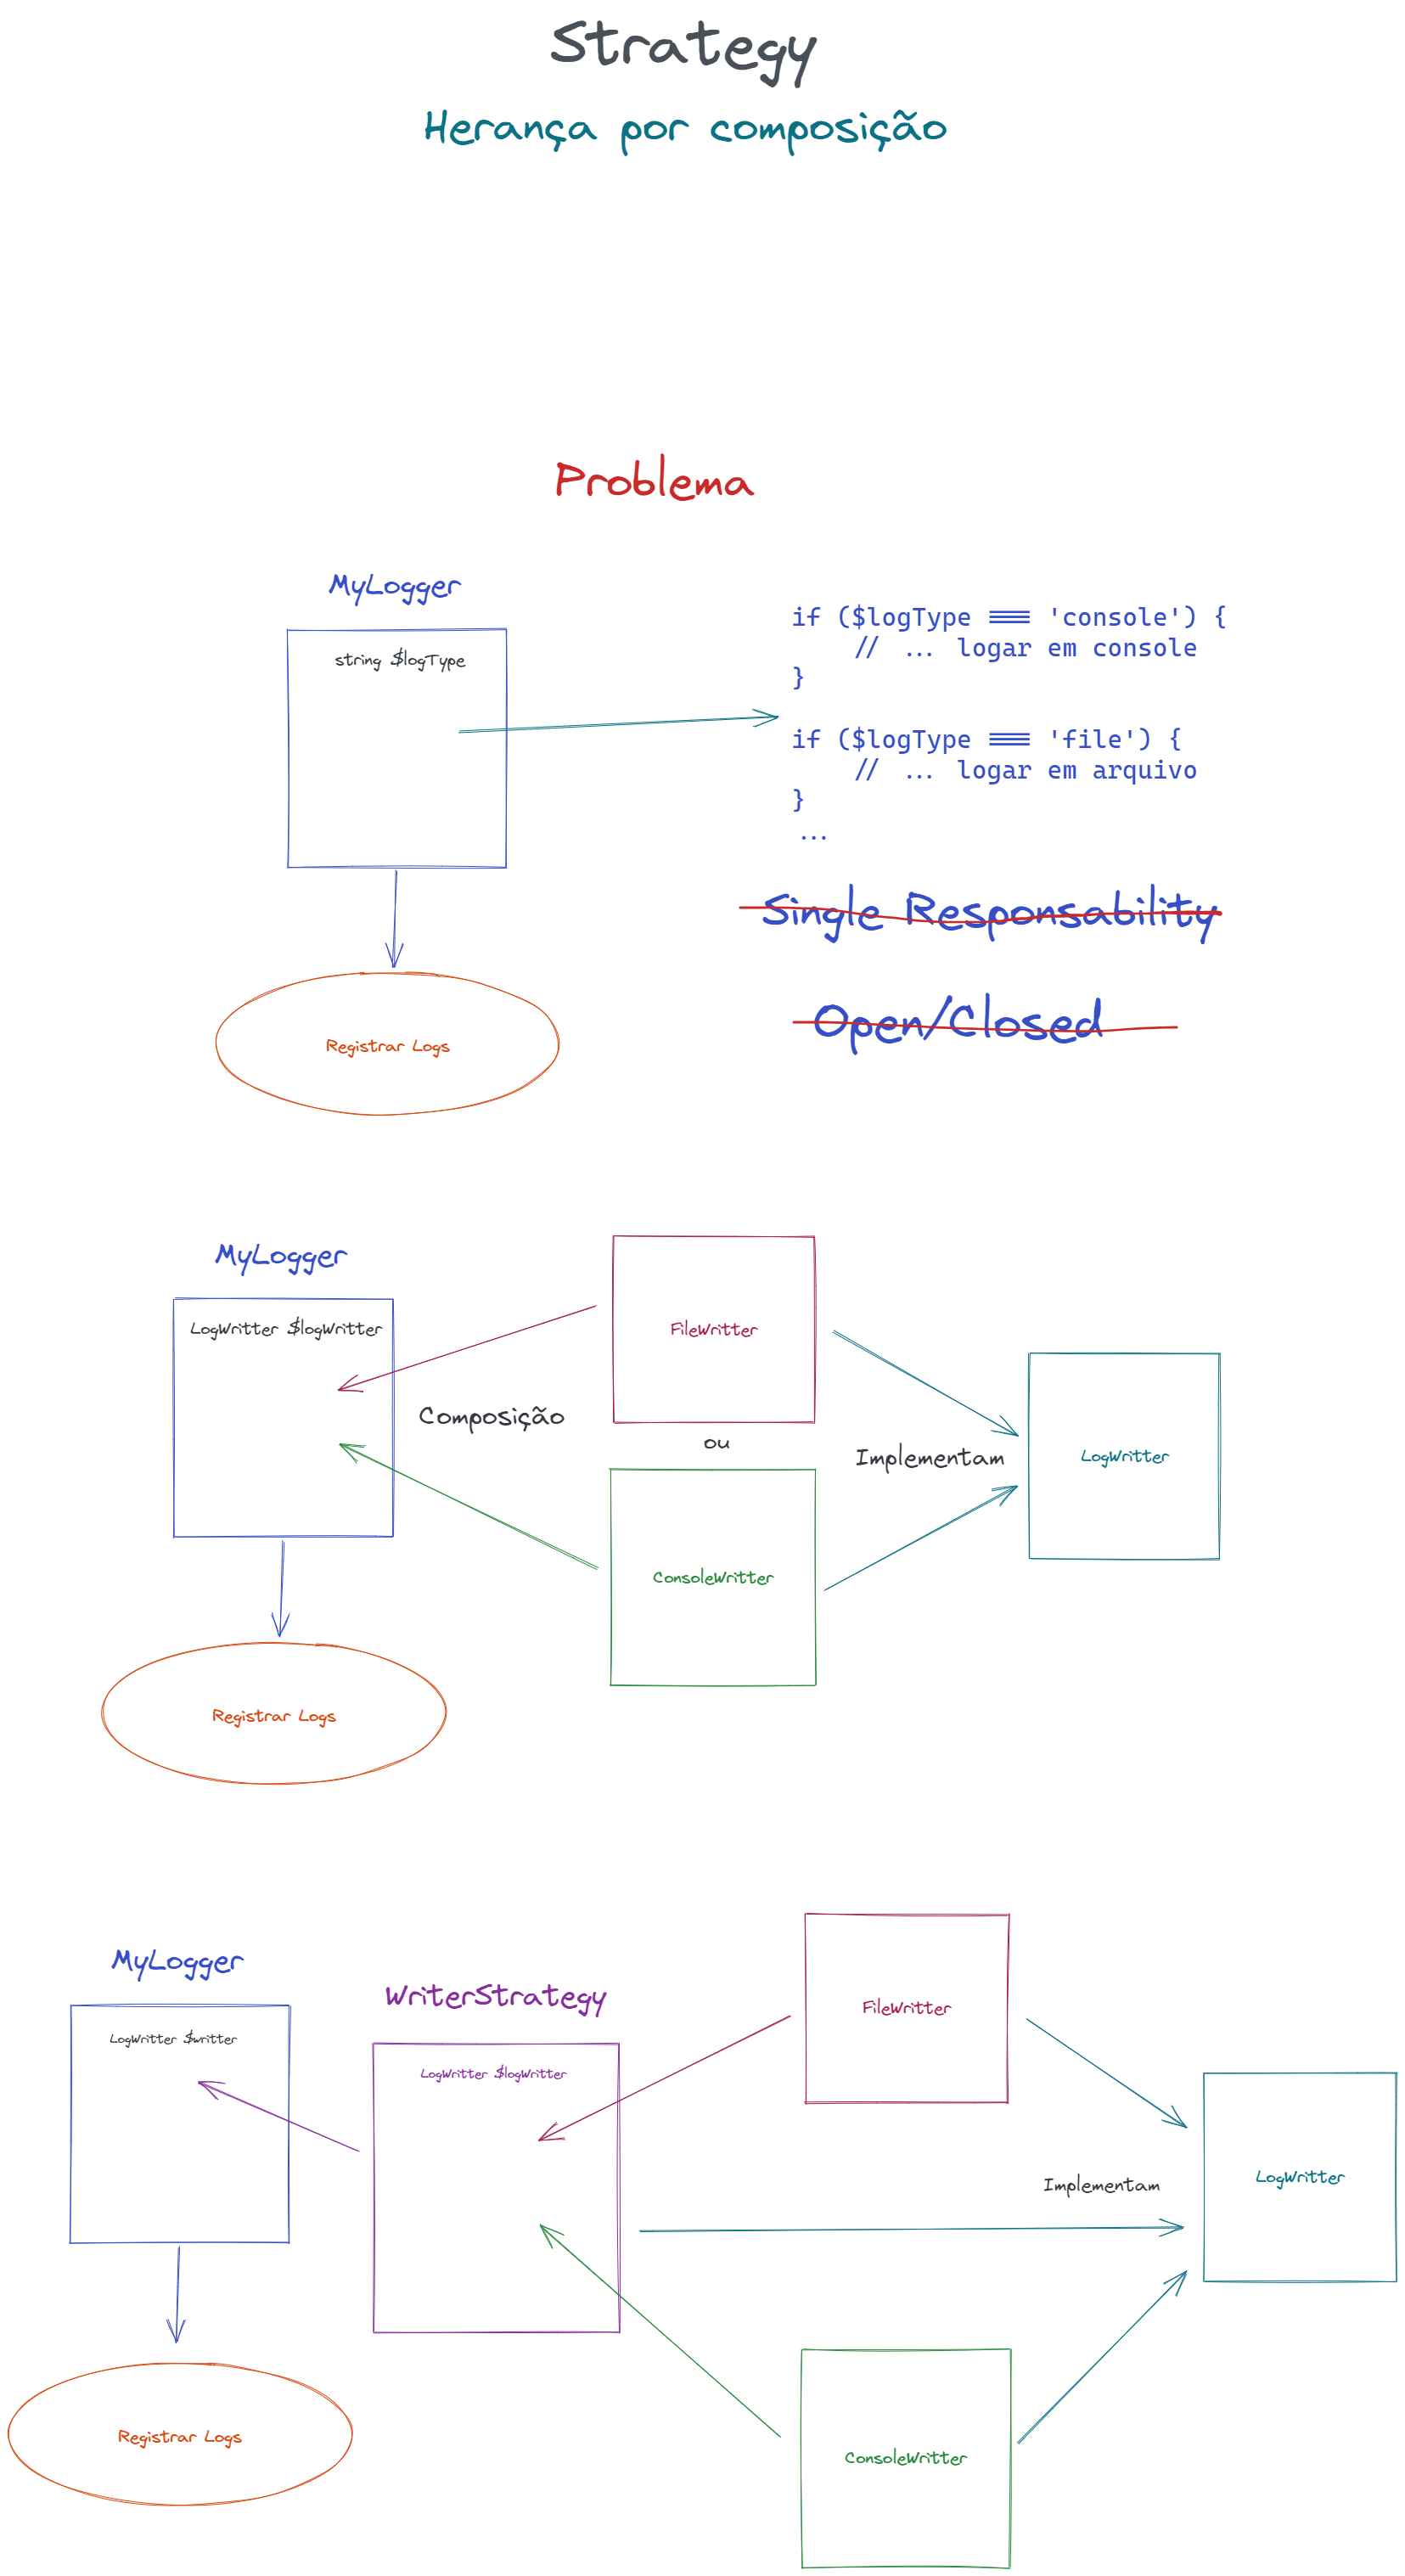 Strategy
Herança por composição
Problema
MyLogger
string $logType
if ($logType === 'console') {
    // ... logar em console
}
if ($logType === 'file') {
    // ... logar em arquivo
}
...
Single Responsability
Open/Closed
Registrar Logs
MyLogger
LogWritter $logWritter
FileWritter
Composição
ou
Implementam
LogWritter
ConsoleWritter
Registrar Logs
MyLogger
LogWritter $writter
WriterStrategy
LogWritter $logWritter
FileWritter
Implementam
LogWritter
Registrar Logs
ConsoleWritter